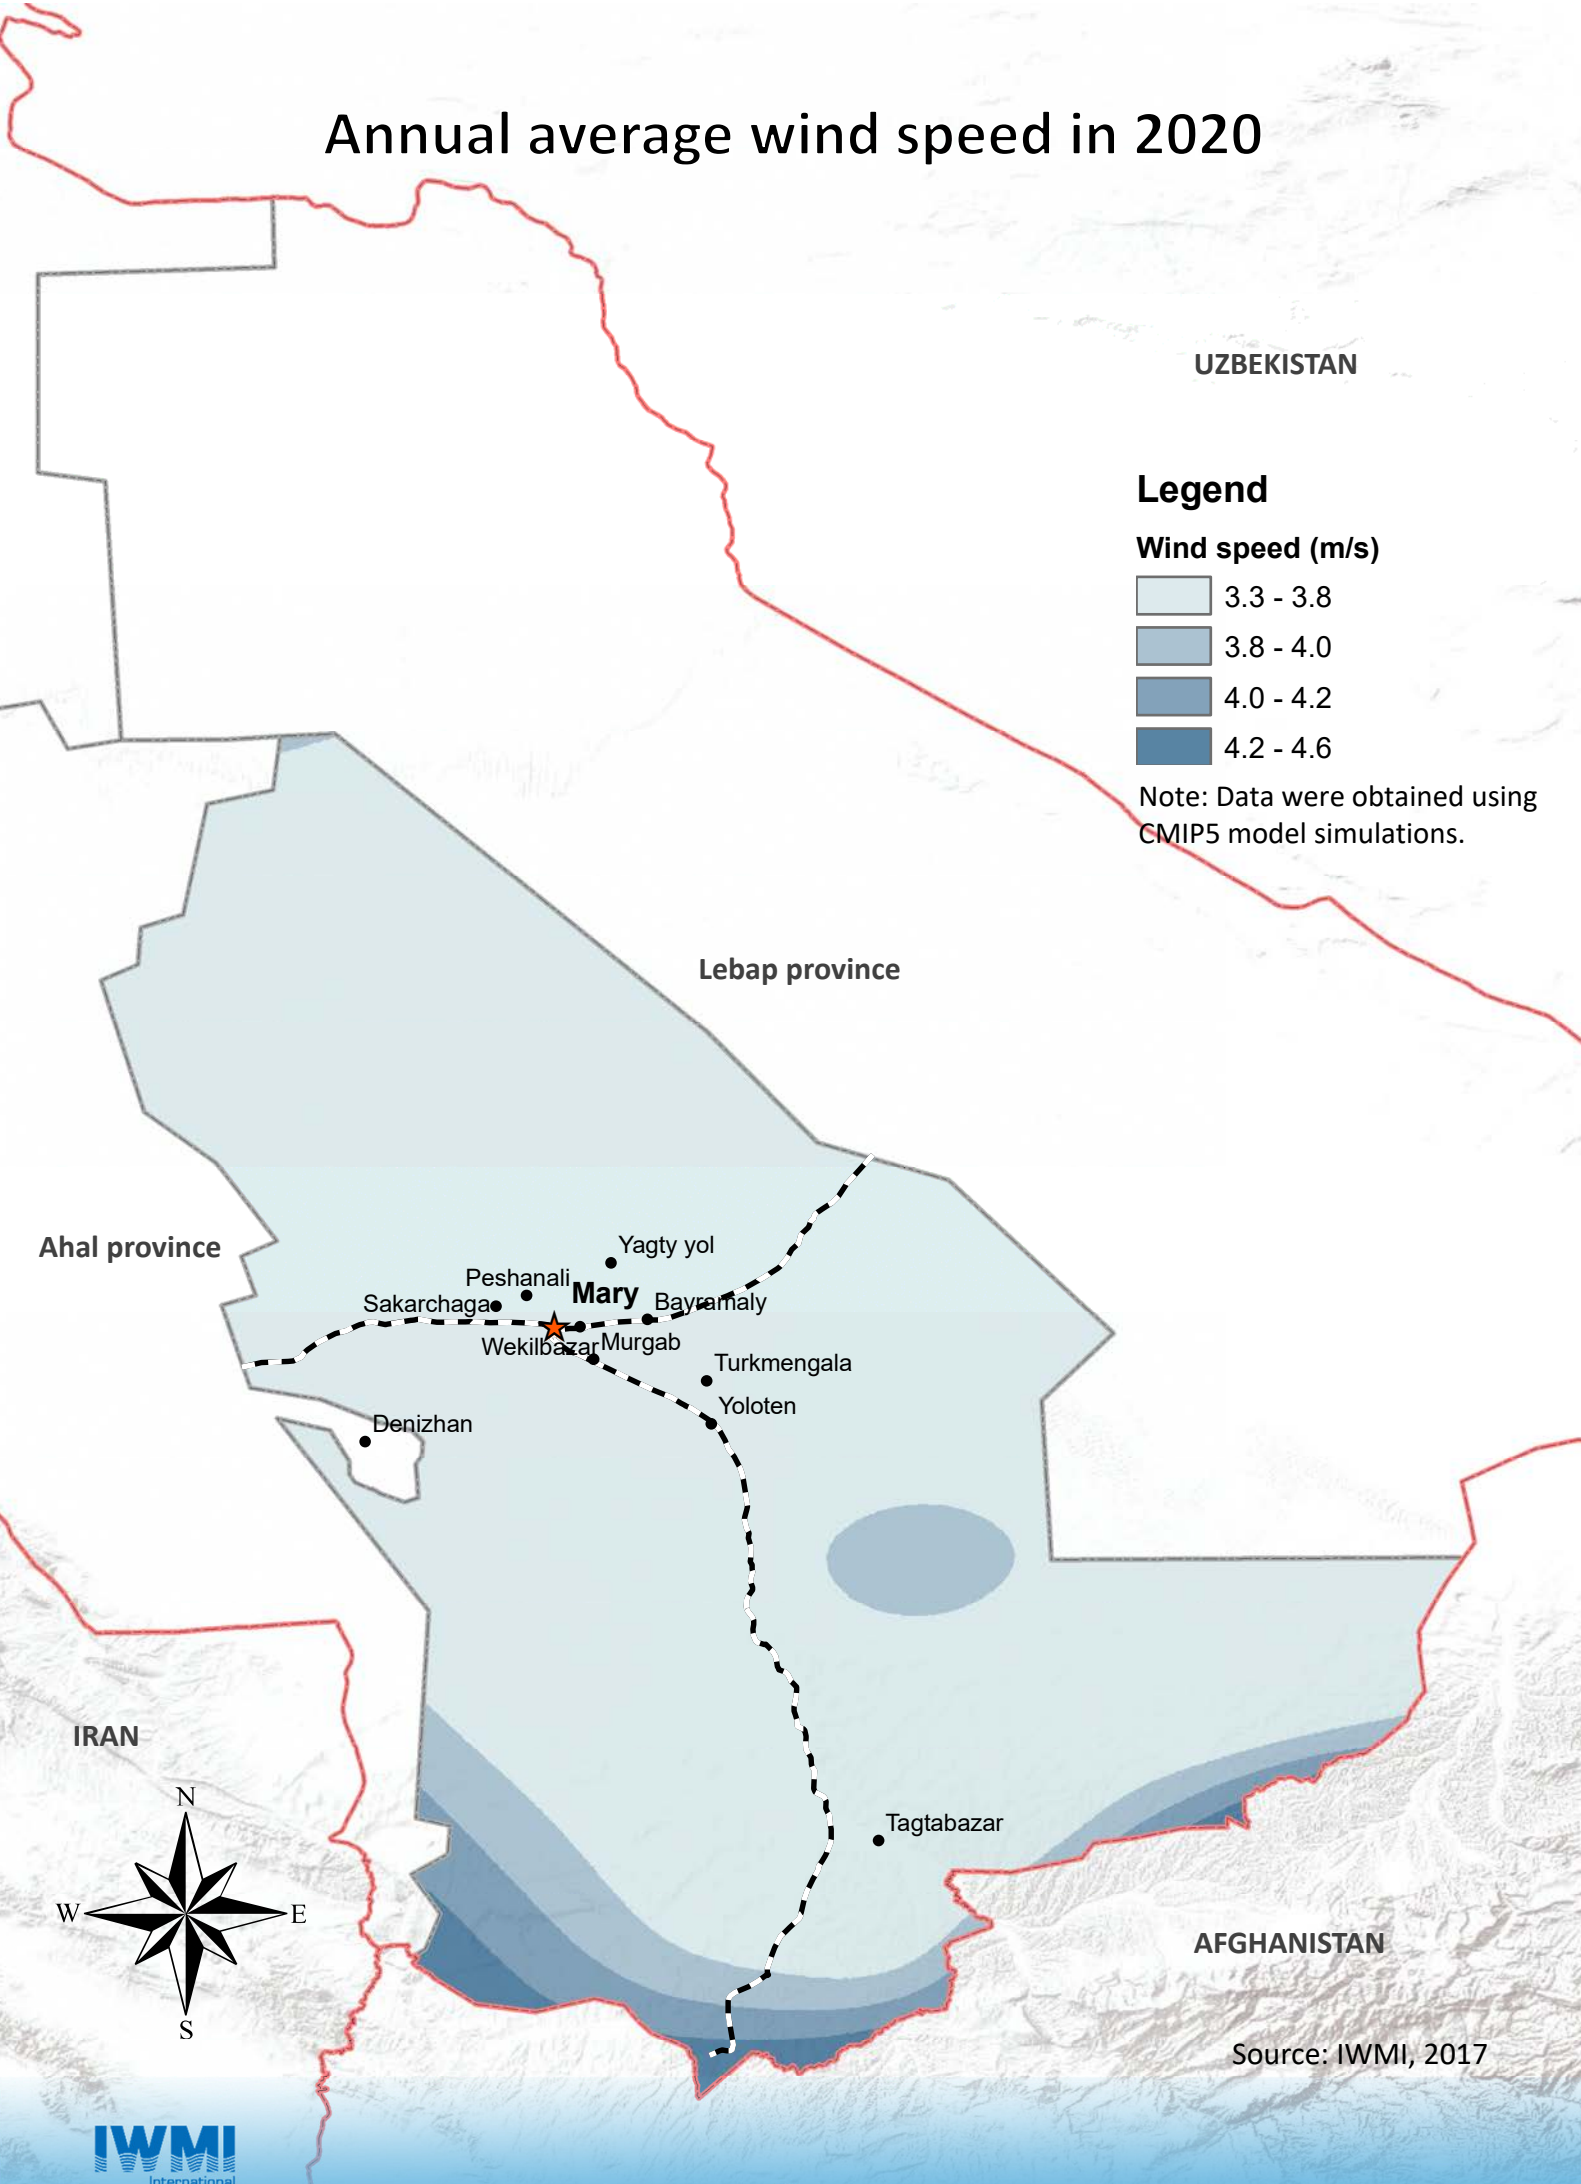 Annual average wind speed in 2020
UZBEKISTAN
Legend
Wind speed (m/s)
3.3 - 3.8
3.8 - 4.0
4.0 - 4.2
4.2 - 4.6
Note: Data were obtained using
CMIP5 model simulations.
Lebap province
Ahal province
Yagty yol
Peshanali
Mary
Sakarchaga
Bayramaly
Wekilbazar
Murgab
Turkmengala
Yoloten
Denizhan
IRAN
N
Tagtabazar
W
E
AFGHANISTAN
S
Source: IWMI, 2017
IWMI
International